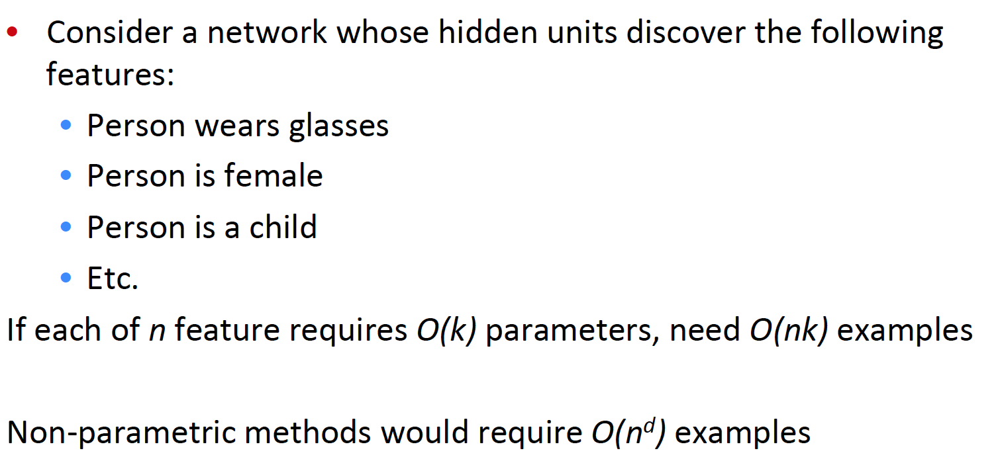 • Consider a network whose hidden units discover the following
features:
• Person wears glasses
• Person is female
• Person is a child
• Etc.
If each of n feature requires O(k) parameters, need O(nk) examples
Non-parametric methods would require O(nᵈ) examples